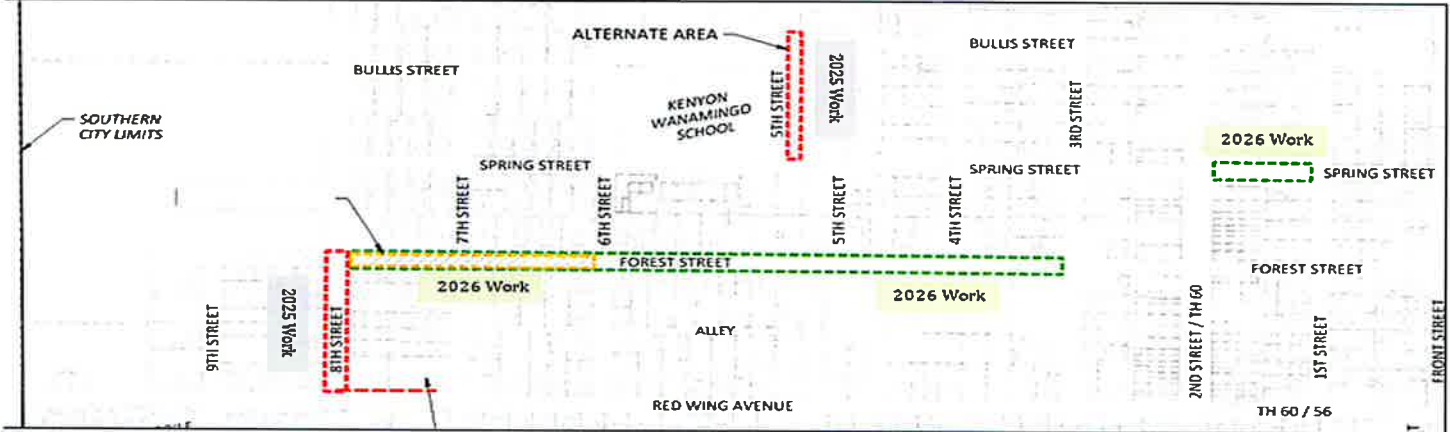 ALTERNATE AREA
BULLIS STREET
BULLIS STREET
5TH STREET
2025 Work
KENYON
WANAMINGO
SCHOOL
3RD STREET
SOUTHERN
CITY LIMITS
2026 Work
SPRING STREET
SPRING STREET
SPRING STREET
7TH STREET
6TH STREET
5TH STREET
4TH STREET
FOREST STREET
FOREST STREET
2026 Work
2026 Work
9TH STREET
2025 Work
8TH STREET
ALLEY
2ND STREET / TH 60
1ST STREET
FRONT STREET
RED WING AVENUE
TH 60 / 56